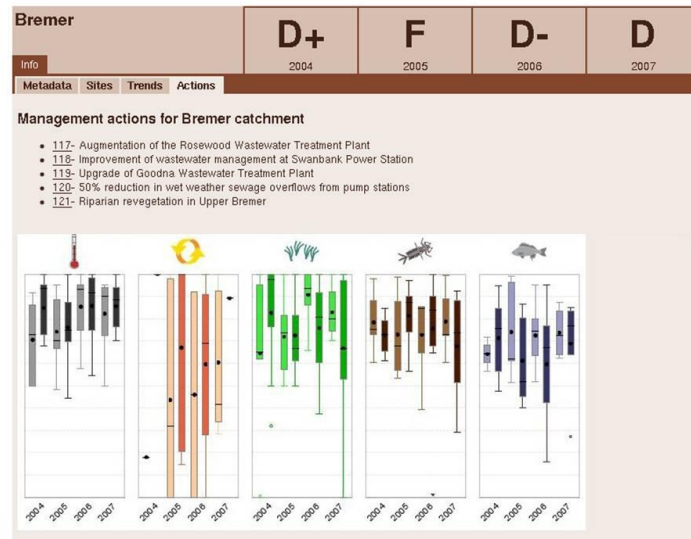 Bremer
D+ F D- D
Info 2004 2005 2006 2007
Metadata Sites Trends Actions
Management actions for Bremer catchment
• 117- Augmentation of the Rosewood Wastewater Treatment Plant
• 118- Improvement of wastewater management at Swanbank Power Station
• 119- Upgrade of Goodna Wastewater Treatment Plant
• 120- 50% reduction in wet weather sewage overflows from pump stations
• 121- Riparian revegetation in Upper Bremer
2004 2005 2006 2007 2004 2005 2006 2007 2004 2005 2006 2007 2004 2005 2006 2007 2004 2005 2006 2007